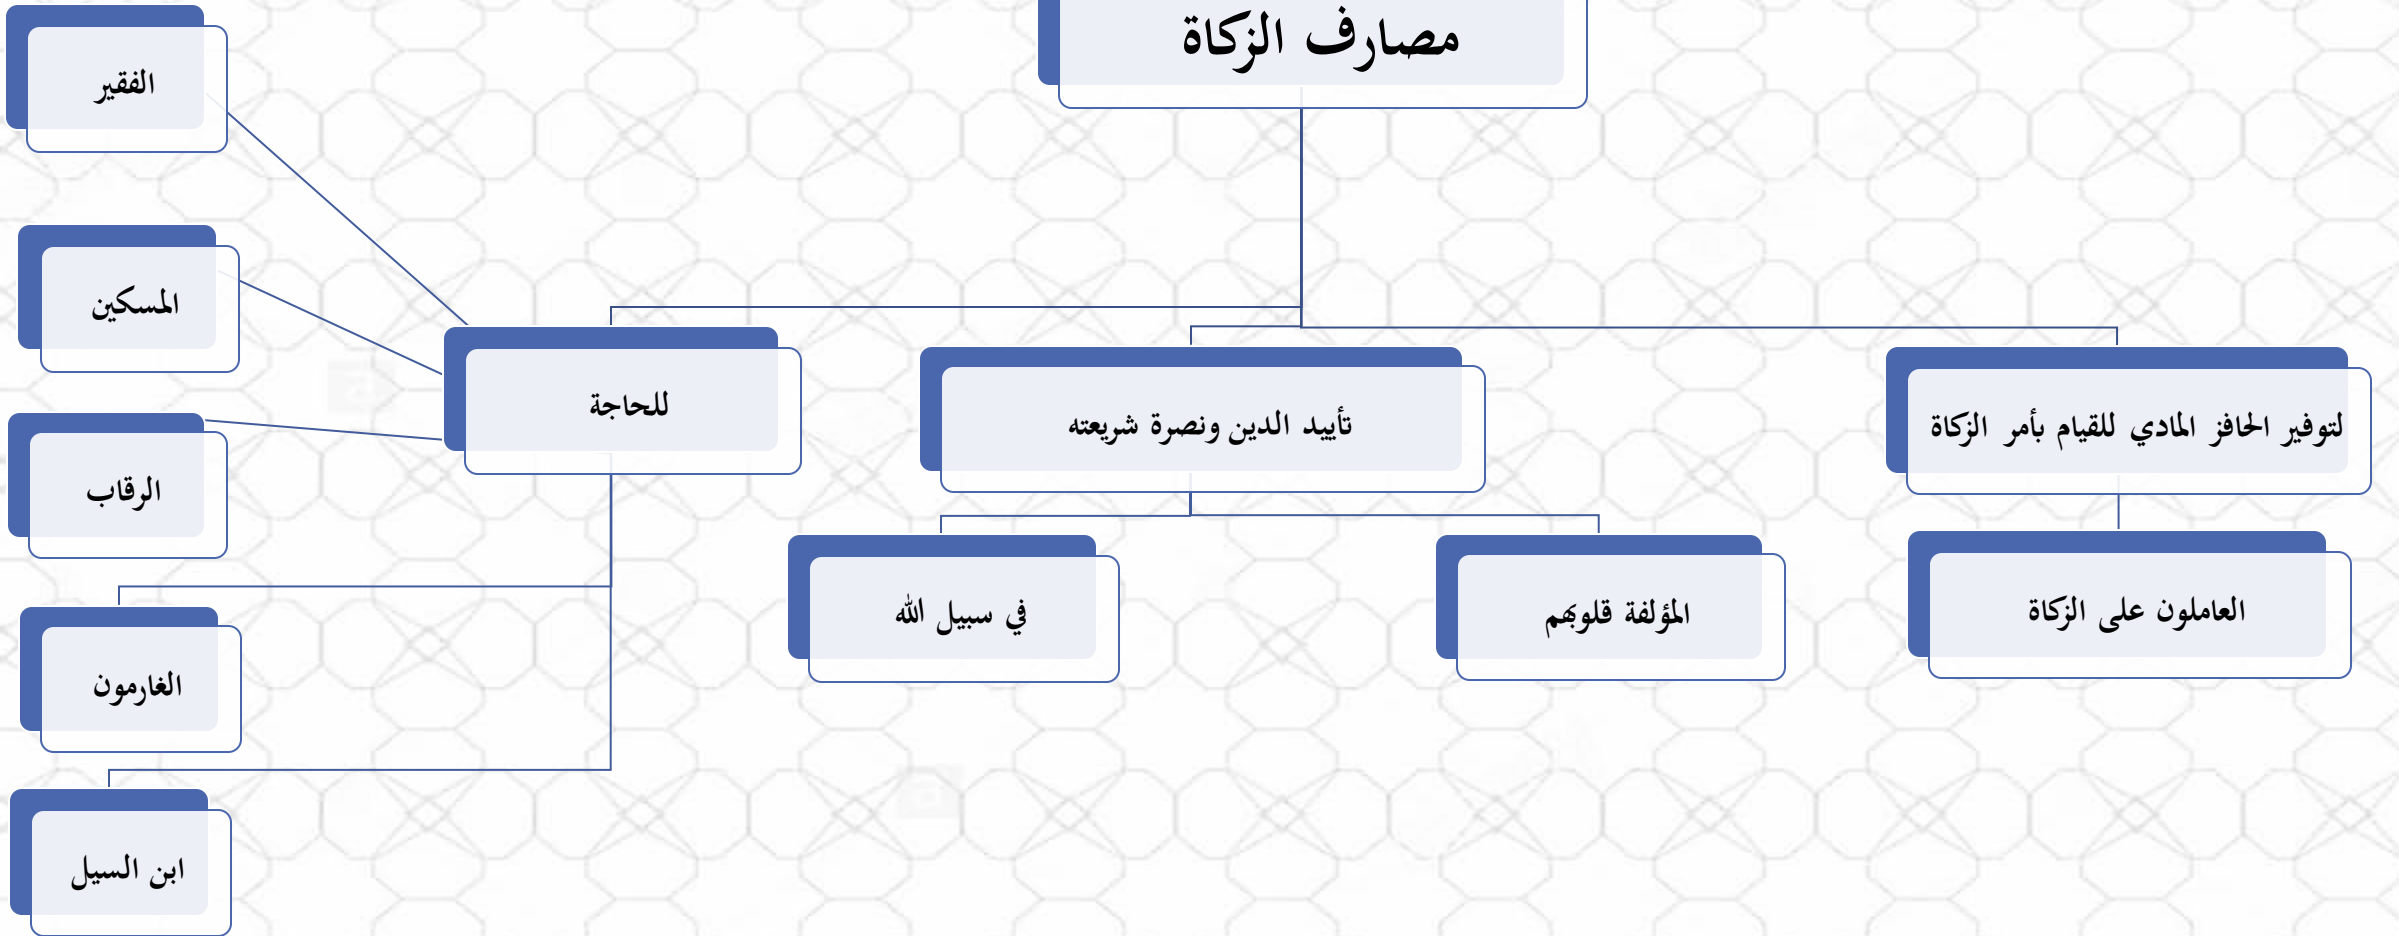 مصارف الزكاة
لتوفير الحافز المادي للقيام بأمر الزكاة
العاملون على الزكاة
تأييد الدين ونصرة شريعته
المؤلفة قلوبهم
في سبيل الله
للحاجة
الفقير
المسكين
الرقاب
الغارمون
ابن السيل